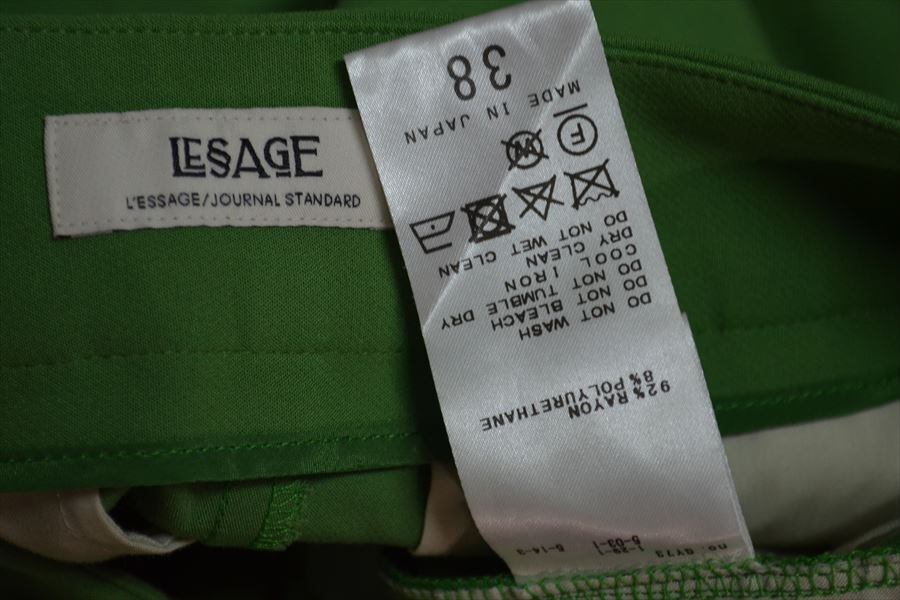 LESSAGE
L'ESSAGE/JOURNAL STANDARD
92% RAYON
8% POLYURETHANE
DO NOT WASH
DO NOT BLEACH
DO NOT TUMBLE DRY
COOL IRON
DRY CLEAN
DO NOT WET CLEAN
F
W
MADE IN JAPAN
38